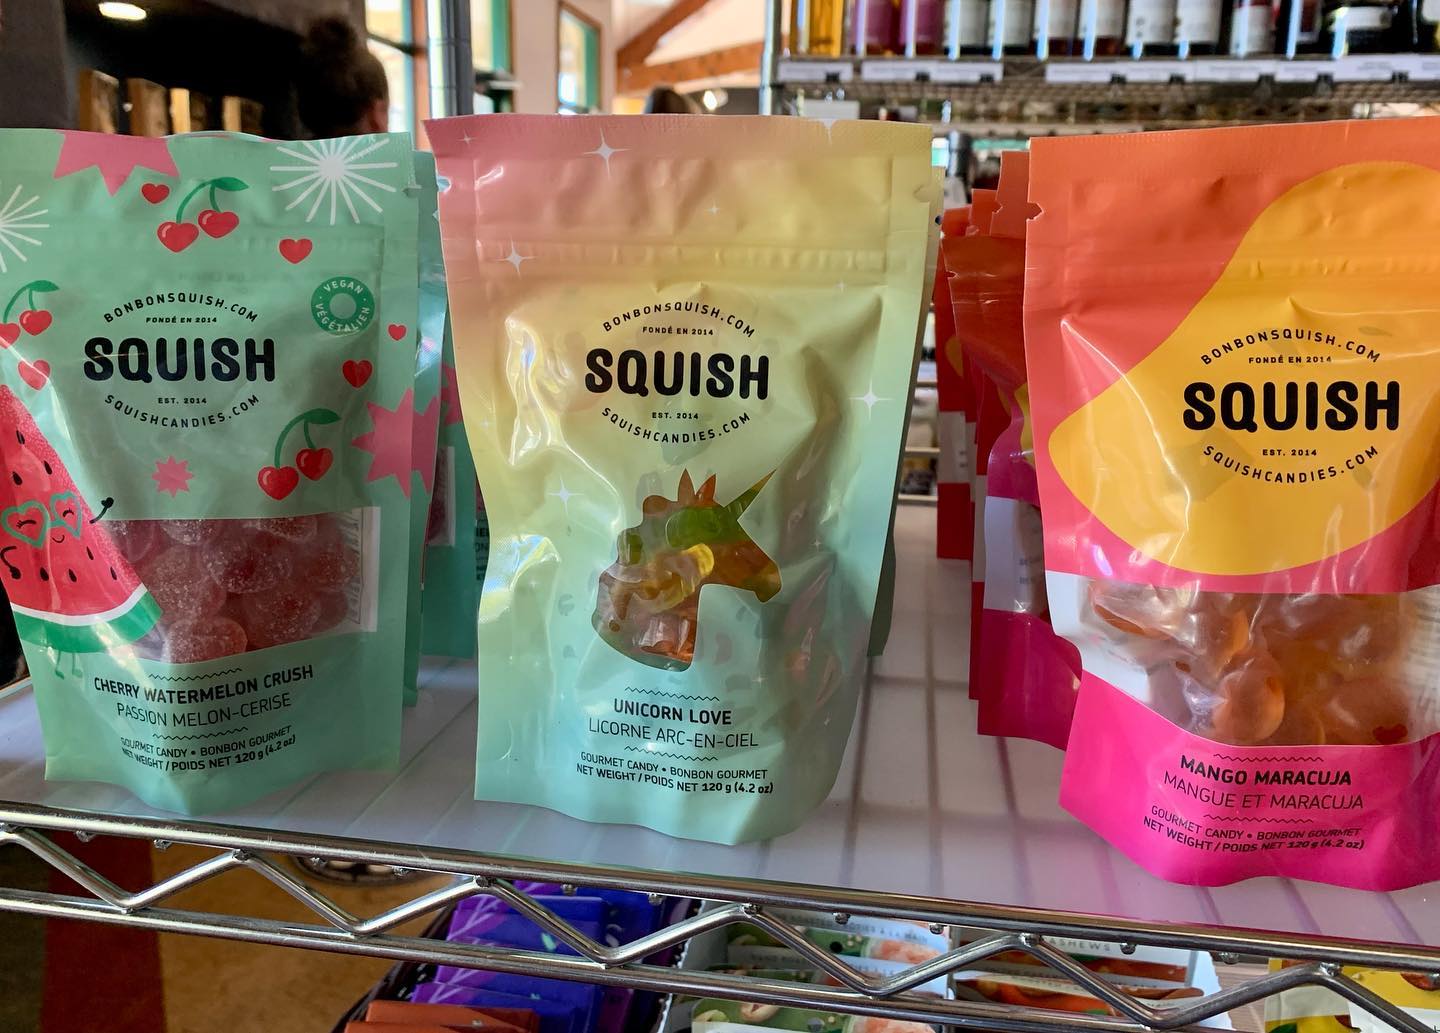 BONBONSQUISH.COM
FONDÉ EN 2014
SQUISH
EST. 2014
SQUISHCANDIES.COM
VEGAN
VÉGÉTALIEN
CHERRY WATERMELON CRUSH
PASSION MELON-CERISE
GOURMET CANDY • BONBON GOURMET
NET WEIGHT / POIDS NET 120 g (4.2 oz)
BONBONSQUISH.COM
FONDÉ EN 2014
SQUISH
EST. 2014
SQUISHCANDIES.COM
UNICORN LOVE
LICORNE ARC-EN-CIEL
GOURMET CANDY • BONBON GOURMET
NET WEIGHT / POIDS NET 120 g (4.2 oz)
BONBONSQUISH.COM
FONDÉ EN 2014
SQUISH
EST. 2014
SQUISHCANDIES.COM
MANGO MARACUJA
MANGUE ET MARACUJA
GOURMET CANDY • BONBON GOURMET
NET WEIGHT / POIDS NET 120 g (4.2 oz)
CASHEWS